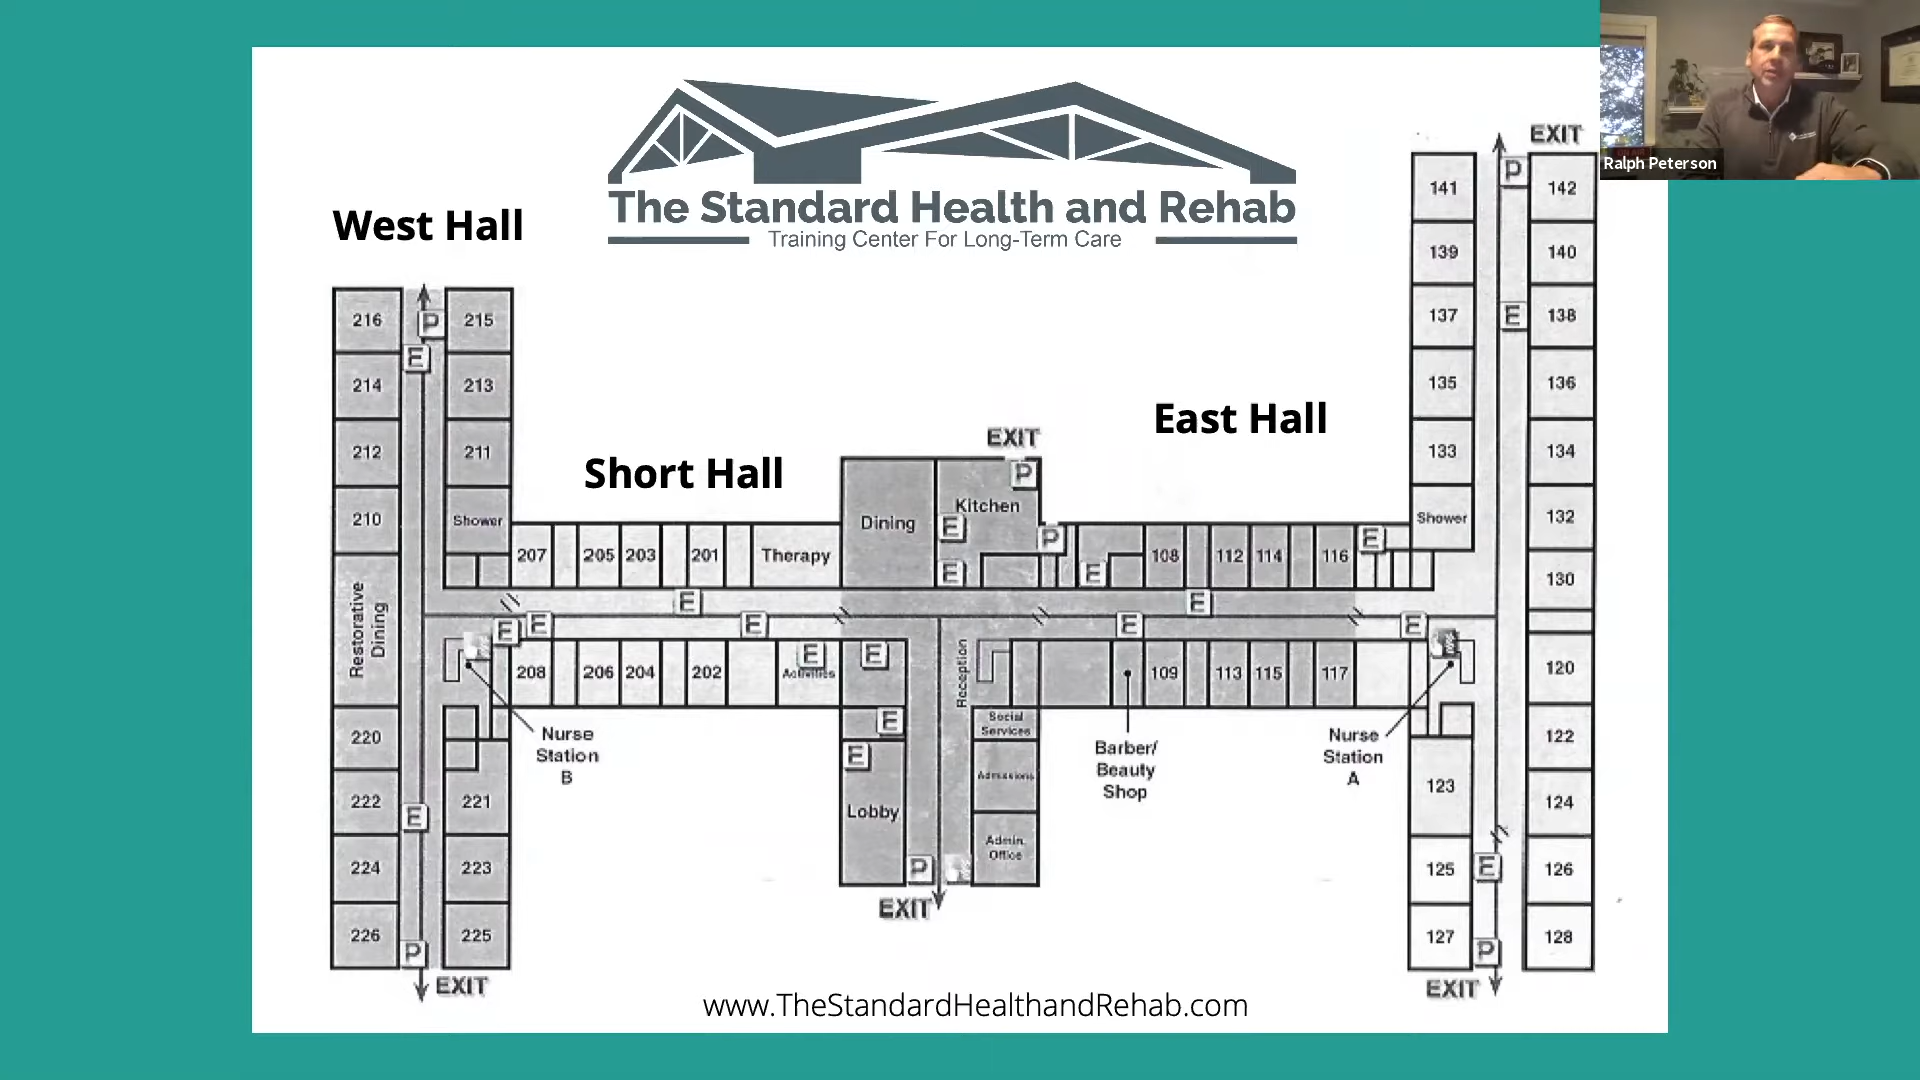 Ralph Peterson
The Standard Health and Rehab
Training Center For Long-Term Care
West Hall
Short Hall
East Hall
EXIT
141
P
142
139
140
137
E
138
135
136
133
134
Shower
132
130
216
P
215
E
214
213
212
211
210
Shower
Restorative
Dining
EXIT
P
Dining
Kitchen
E
E
207
205
203
201
Therapy
P
E
108
112
114
116
E
E
E
E
E
E
E
E
208
206
204
202
E
Activities
E
Reception
109
113
115
117
120
Nurse
Station
B
E
E
Lobby
Social
Services
Admissions
Admin.
Office
Barber/
Beauty
Shop
Nurse
Station
A
220
222
E
221
224
223
226
P
225
EXIT
P
EXIT
122
123
124
125
E
126
127
P
128
EXIT
www.TheStandardHealthandRehab.com